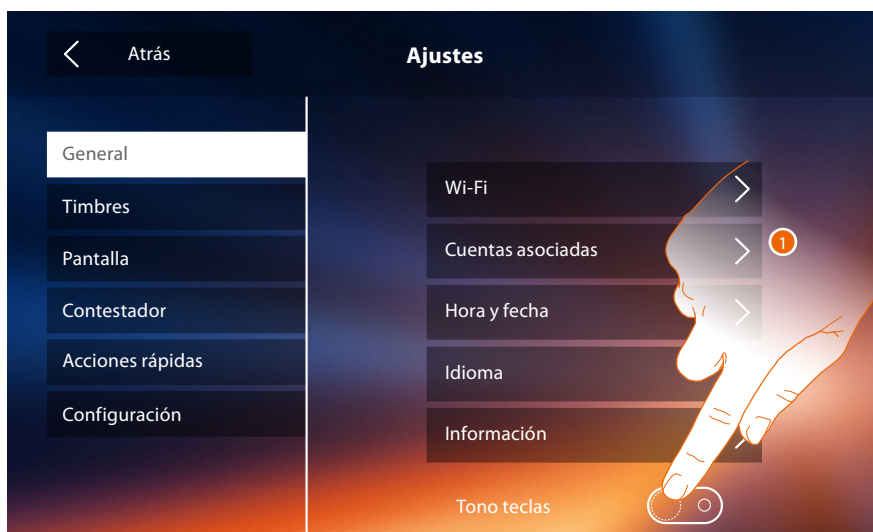 Atrás
Ajustes
General
Timbres
Pantalla
Contestador
Acciones rápidas
Configuración
Wi-Fi
Cuentas asociadas
1
Hora y fecha
Idioma
Información
Tono teclas